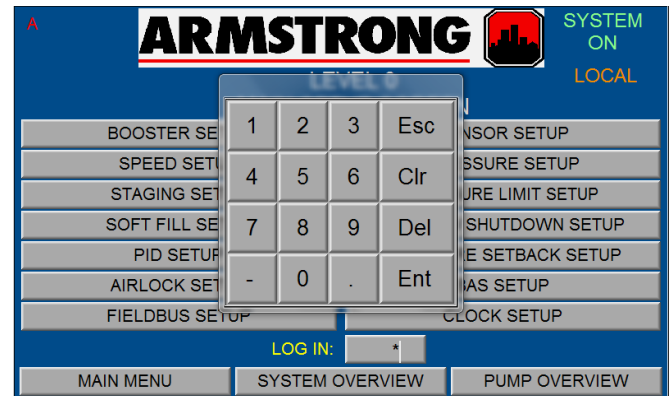 A
ARMSTRONG
SYSTEM
ON
LEVEL 0
LOCAL
1 2 3 Esc
BOOSTER SE NSOR SETUP
SPEED SETU SSURE SETUP
4 5 6 Clr
STAGING SET URE LIMIT SETUP
SOFT FILL SE SHUTDOWN SETUP
7 8 9 Del
PID SETUP E SETBACK SETUP
AIRLOCK SET BAS SETUP
- 0 . Ent
FIELDBUS SETUP CLOCK SETUP
LOG IN: *
MAIN MENU SYSTEM OVERVIEW PUMP OVERVIEW